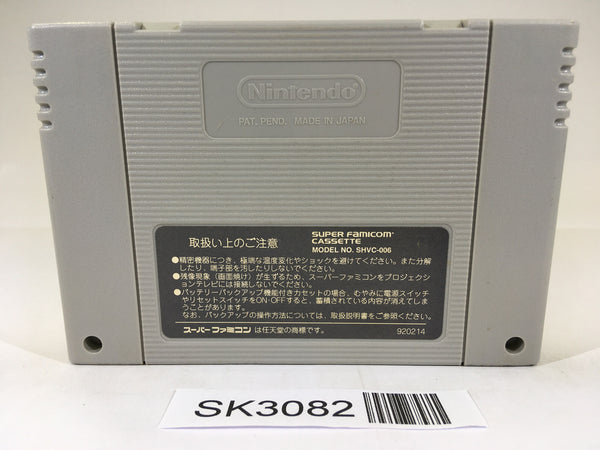 Nintendo
PAT. PEND. MADE IN JAPAN
取扱い上のご注意
SUPER FAMICOM
CASSETTE
MODEL NO. SHVC-006
●精密機器につき、極端な温度変化やショックを避けてください。また分解
したり、端子部を汚したりしないでください。
●残像現象（画面焼け）が生ずるため、スーパーファミコンをプロジェクシ
ョンテレビには接続しないでください。
●バッテリーバックアップ機能付きカセットの場合、むやみに電源スイッチ
やリセットスイッチをON・OFFすると、蓄積されている内容が消えてしま
うことがあります。
なお、バックアップの操作方法については、取扱説明書をご参照ください。
スーパーファミコン は任天堂の商標です。
920214
SK3082